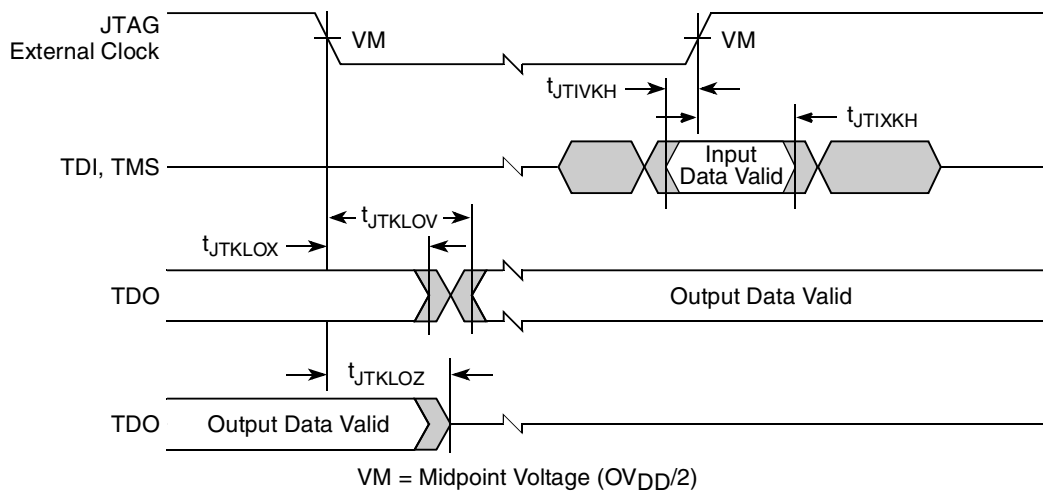 JTAG
External Clock
VM
VM
tJTIVKH
tJTIXKH
TDI, TMS
Input
Data Valid
tJTKLOV
tJTKLOX
TDO
Output Data Valid
tJTKLOZ
TDO
Output Data Valid
VM = Midpoint Voltage (OVDD/2)